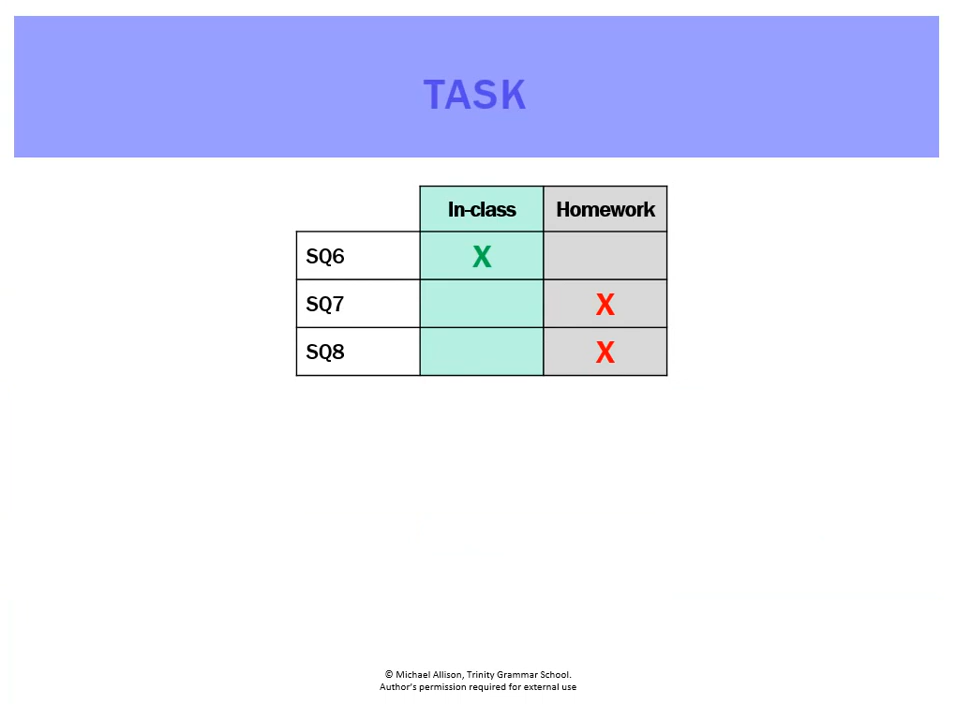 TASK
In-class Homework
SQ6 X
SQ7 X
SQ8 X
© Michael Allison, Trinity Grammar School.
Author's permission required for external use